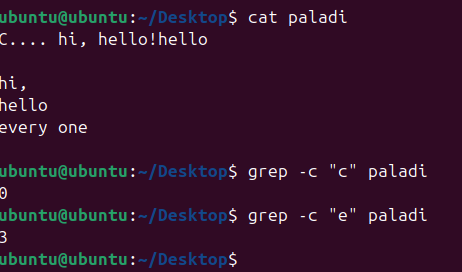 ubuntu@ubuntu:~/Desktop$ cat paladi
C.... hi, hello!hello
hi,
hello
every one
ubuntu@ubuntu:~/Desktop$ grep -c "c" paladi
0
ubuntu@ubuntu:~/Desktop$ grep -c "e" paladi
3
ubuntu@ubuntu:~/Desktop$